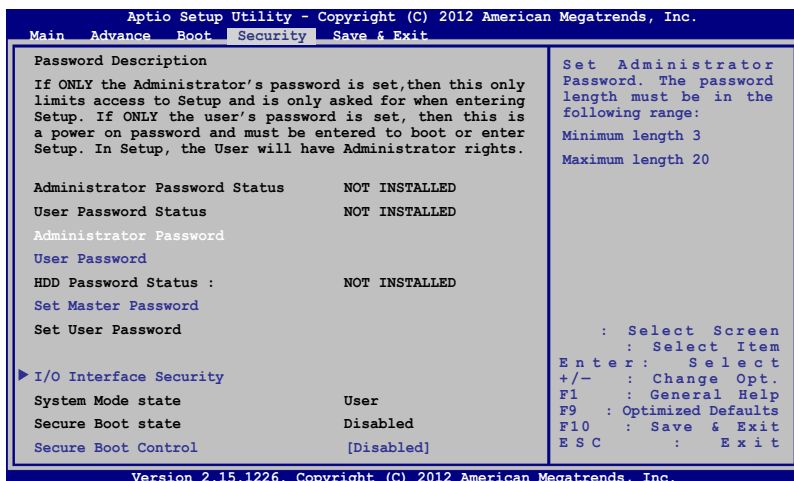 Aptio Setup Utility - Copyright (C) 2012 American Megatrends, Inc.
Main Advance Boot Security Save & Exit
Password Description
If ONLY the Administrator's password is set,then this only
limits access to Setup and is only asked for when entering
Setup. If ONLY the user's password is set, then this is
a power on password and must be entered to boot or enter
Setup. In Setup, the User will have Administrator rights.
Administrator Password Status NOT INSTALLED
User Password Status NOT INSTALLED
Administrator Password
User Password
HDD Password Status : NOT INSTALLED
Set Master Password
Set User Password
I/O Interface Security
System Mode state User
Secure Boot state Disabled
Secure Boot Control [Disabled]
Set Administrator
Password. The password
length must be in the
following range:
Minimum length 3
Maximum length 20
: Select Screen
: Select Item
Enter: Select
+/— : Change Opt.
F1 : General Help
F9 : Optimized Defaults
F10 : Save & Exit
ESC : Exit
Version 2.15.1226. Copyright (C) 2012 American Megatrends, Inc.